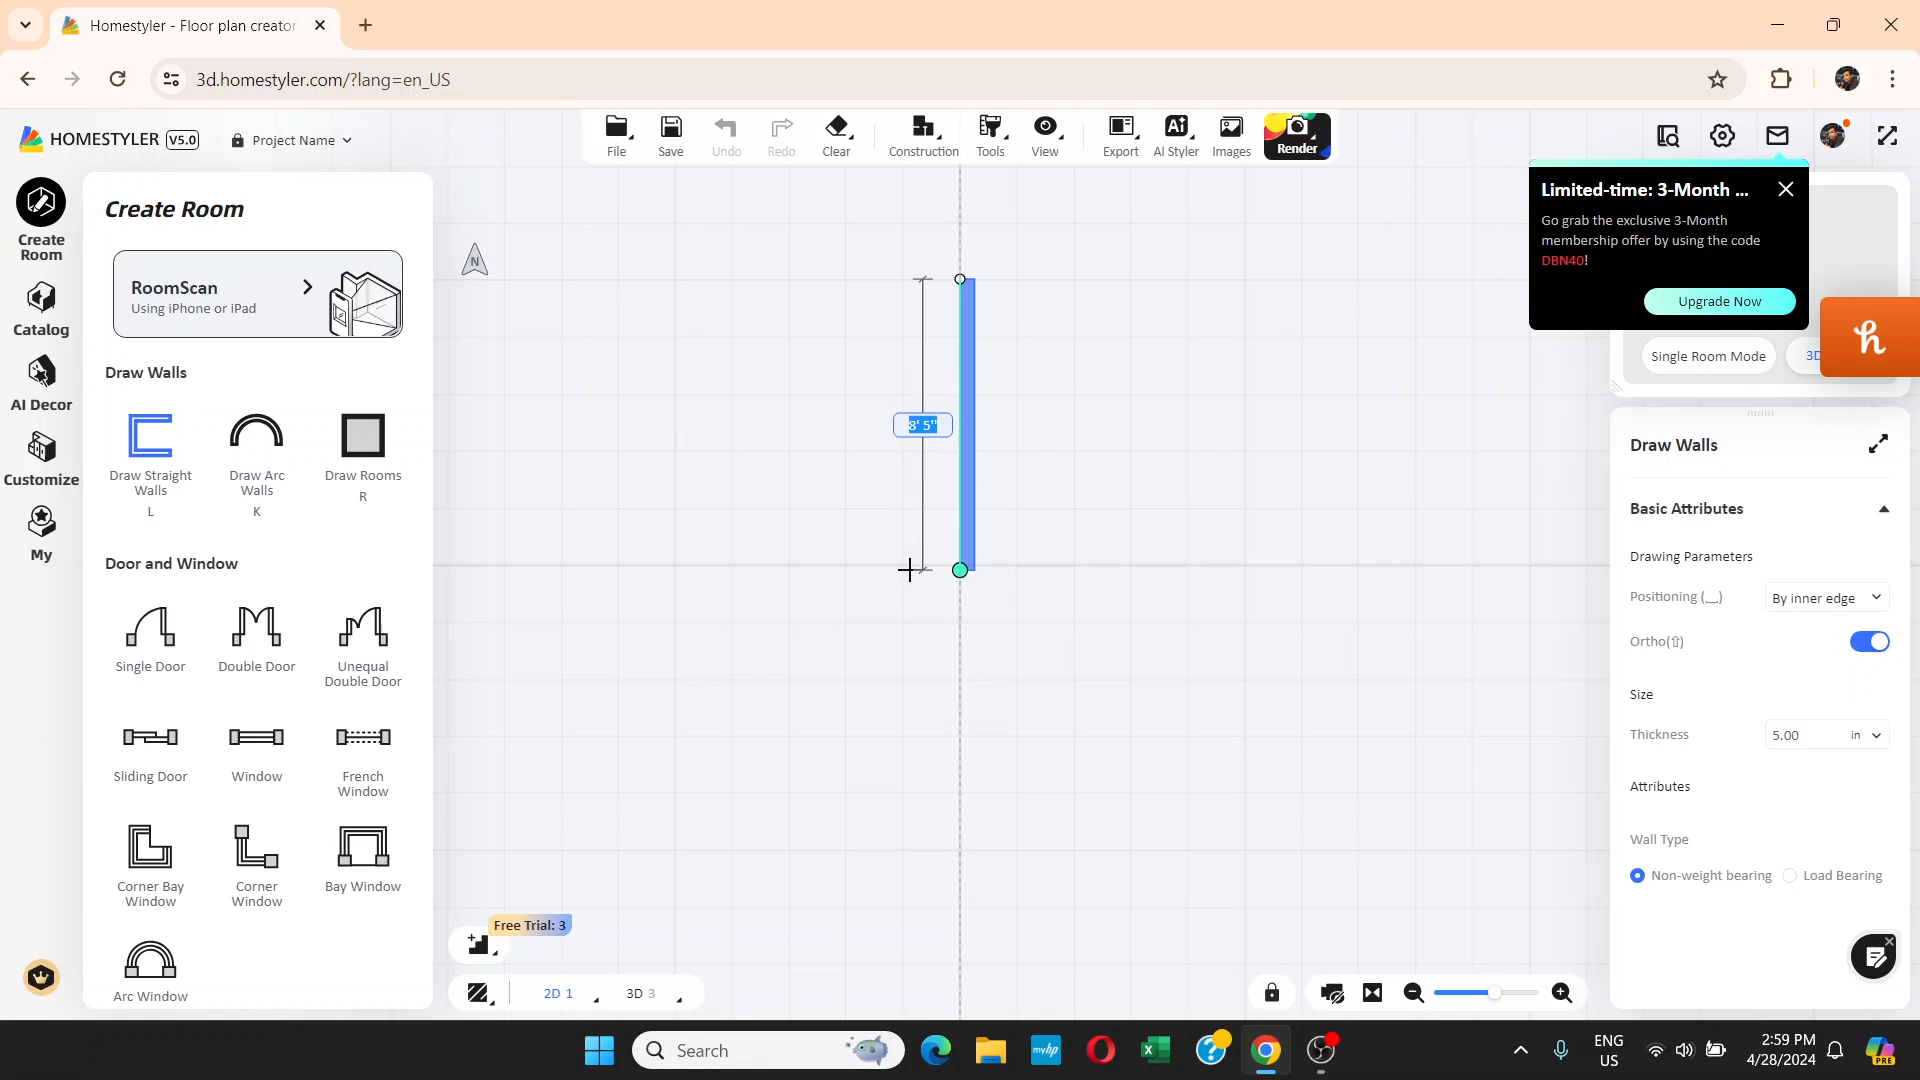 Homestyler - Floor plan creator
3d.homestyler.com/?lang=en_US
HOMESTYLER V5.0
Project Name
File
Save
Undo
Redo
Clear
Construction
Tools
View
Export
AI Styler
Images
Render
Create Room
Catalog
AI Decor
Customize
My
Create Room
RoomScan
Using iPhone or iPad
Draw Walls
Draw Straight Walls
L
Draw Arc Walls
K
Draw Rooms
R
Door and Window
Single Door
Double Door
Unequal Double Door
Sliding Door
Window
French Window
Corner Bay Window
Corner Window
Bay Window
Arc Window
N
8' 5"
Limited-time: 3-Month ...
Go grab the exclusive 3-Month
membership offer by using the code
DBN40!
Upgrade Now
Single Room Mode
3D
Draw Walls
Basic Attributes
Drawing Parameters
Positioning
By inner edge
Ortho(⇧)
Size
Thickness
5.00 in
Attributes
Wall Type
Non-weight bearing
Load Bearing
Free Trial: 3
2D 1
3D 3
Search
myhp
ENG
US
2:59 PM
4/28/2024
PRE